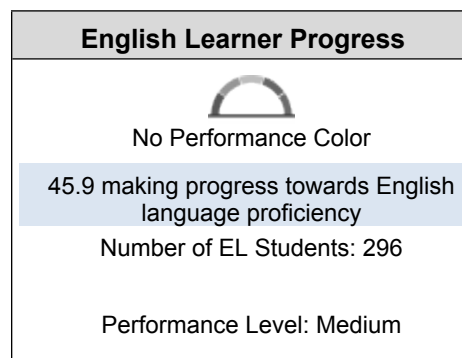 English Learner Progress
No Performance Color
45.9 making progress towards English
language proficiency
Number of EL Students: 296
Performance Level: Medium